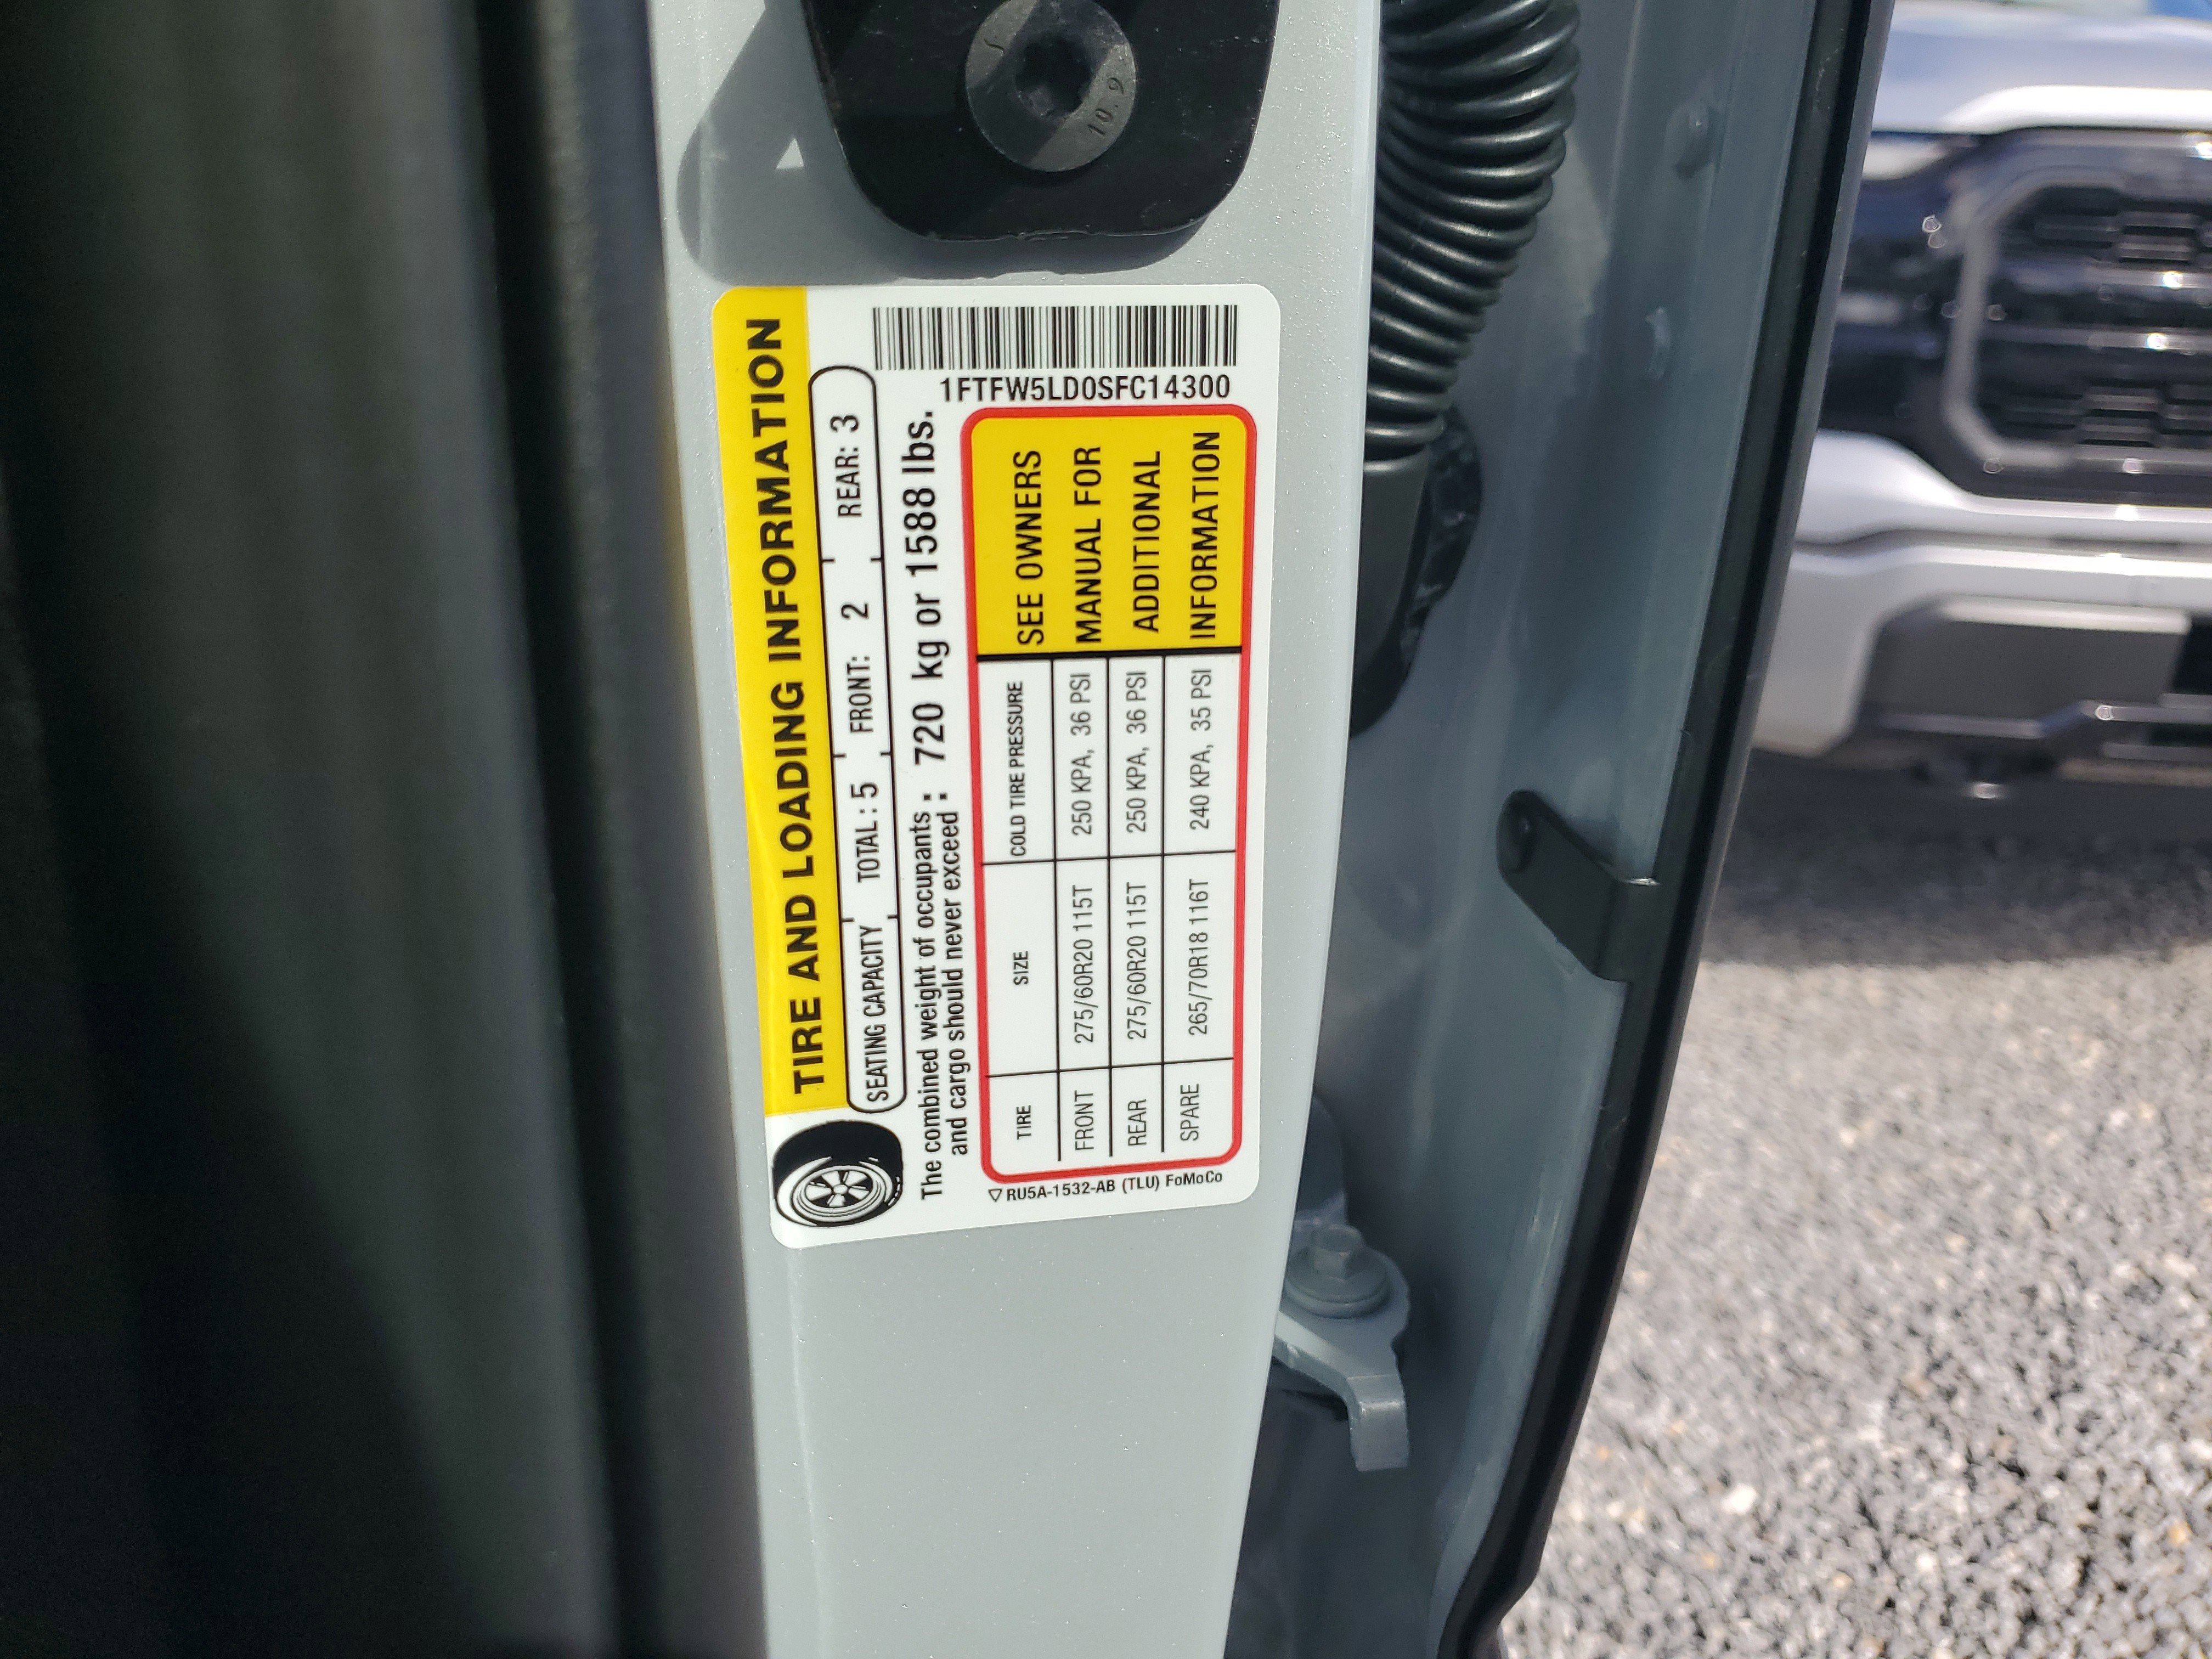 10.9
TIRE AND LOADING INFORMATION
SEATING CAPACITY TOTAL : 5 FRONT: 2 REAR: 3
The combined weight of occupants and cargo should never exceed : 720 kg or 1588 lbs.
1FTFW5LD0SFC14300
TIRE SIZE COLD TIRE PRESSURE
FRONT 275/60R20 115T 250 KPA, 36 PSI
REAR 275/60R20 115T 250 KPA, 36 PSI
SPARE 265/70R18 116T 240 KPA, 35 PSI
SEE OWNERS
MANUAL FOR
ADDITIONAL
INFORMATION
RU5A-1532-AB (TLU) FoMoCo